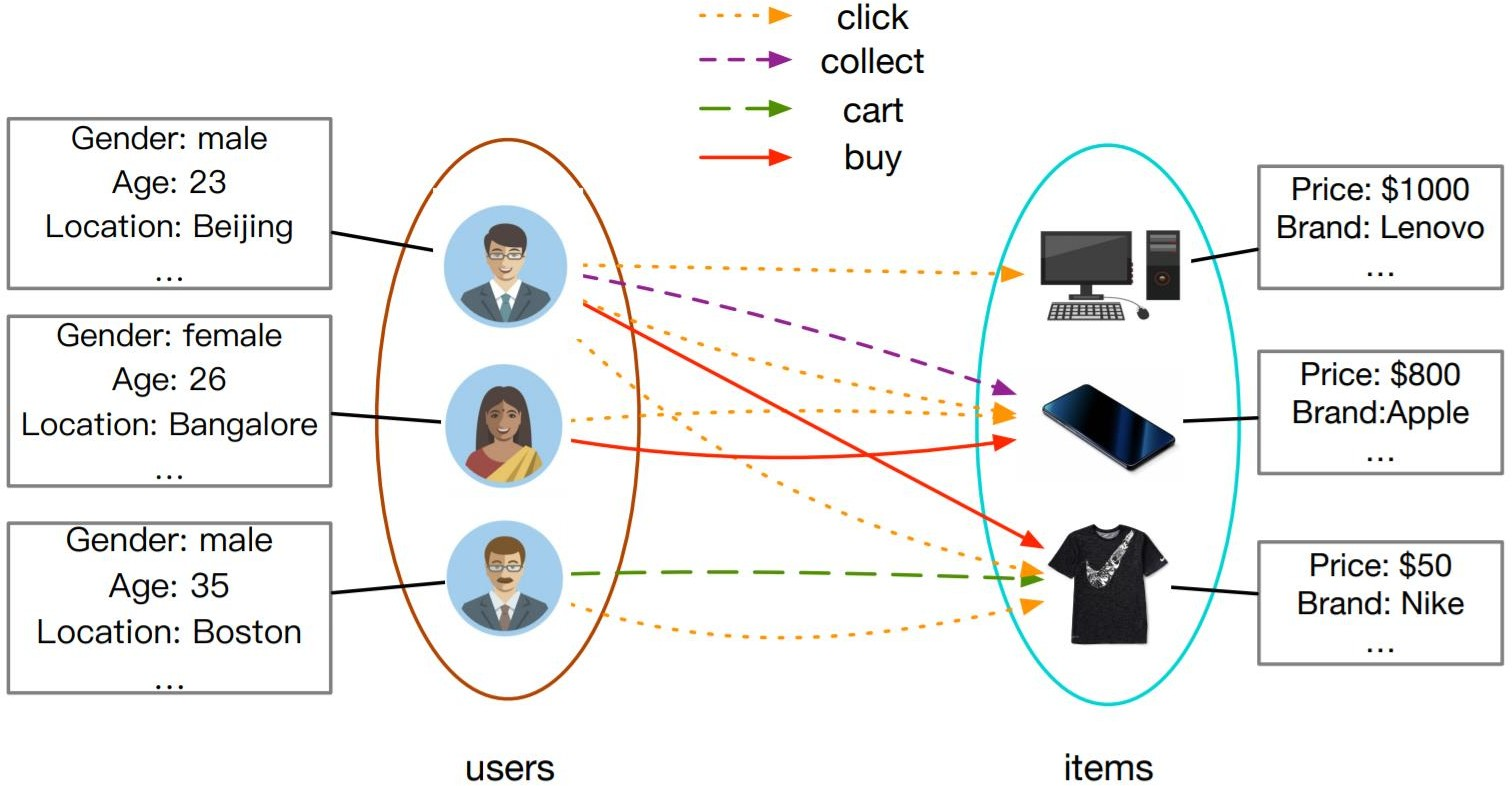 click
collect
cart
buy
Gender: male
Age: 23
Location: Beijing
...
Gender: female
Age: 26
Location: Bangalore
...
Gender: male
Age: 35
Location: Boston
...
Price: $1000
Brand: Lenovo
...
Price: $800
Brand:Apple
...
Price: $50
Brand: Nike
...
users
items